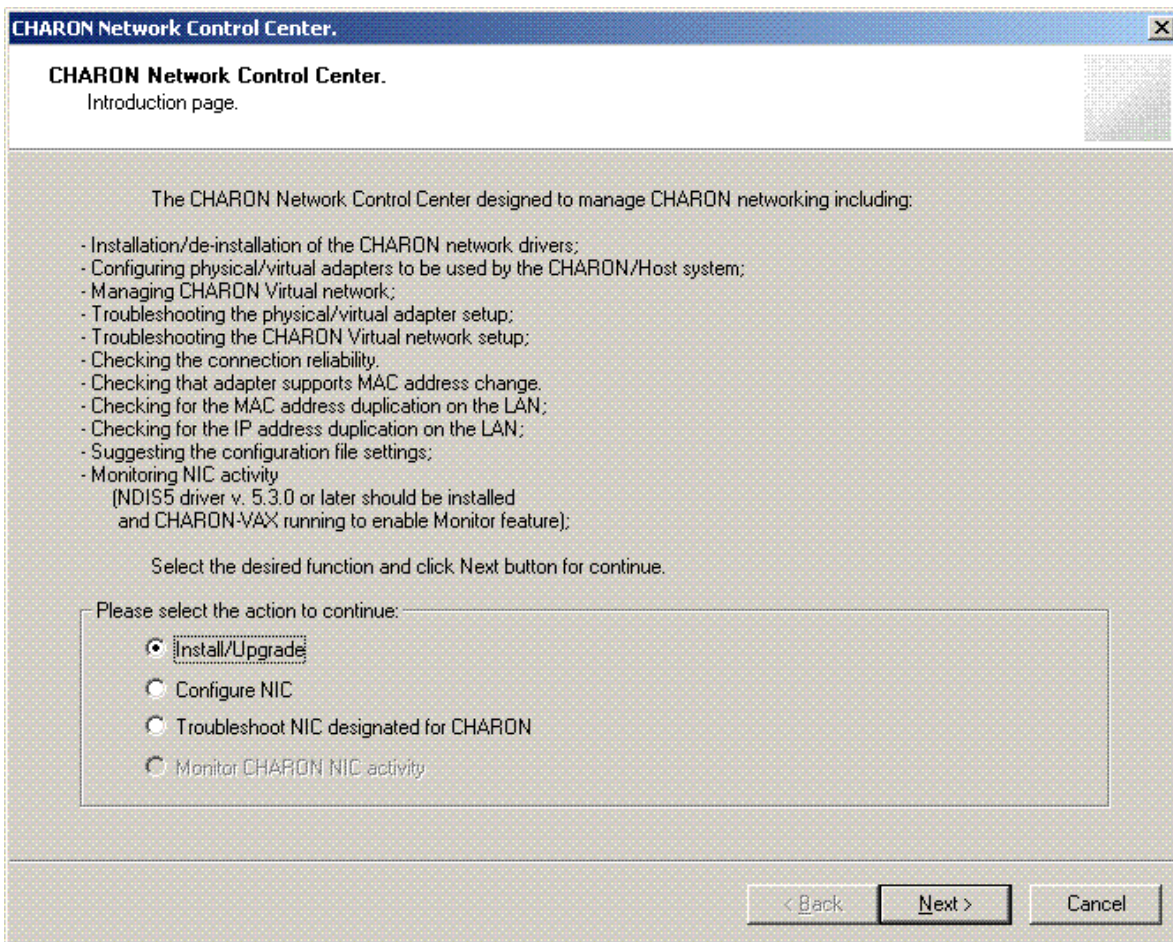 CHARON Network Control Center.
CHARON Network Control Center.
Introduction page.
The CHARON Network Control Center designed to manage CHARON networking including:
- Installation/de-installation of the CHARON network drivers;
- Configuring physical/virtual adapters to be used by the CHARON/Host system;
- Managing CHARON Virtual network;
- Troubleshooting the physical/virtual adapter setup;
- Troubleshooting the CHARON Virtual network setup;
- Checking the connection reliability.
- Checking that adapter supports MAC address change.
- Checking for the MAC address duplication on the LAN;
- Checking for the IP address duplication on the LAN;
- Suggesting the configuration file settings;
- Monitoring NIC activity
(NDIS5 driver v. 5.3.0 or later should be installed
and CHARON-VAX running to enable Monitor feature);
Select the desired function and click Next button for continue.
Please select the action to continue:
Install/Upgrade
Configure NIC
Troubleshoot NIC designated for CHARON
Monitor CHARON NIC activity
< Back Next > Cancel